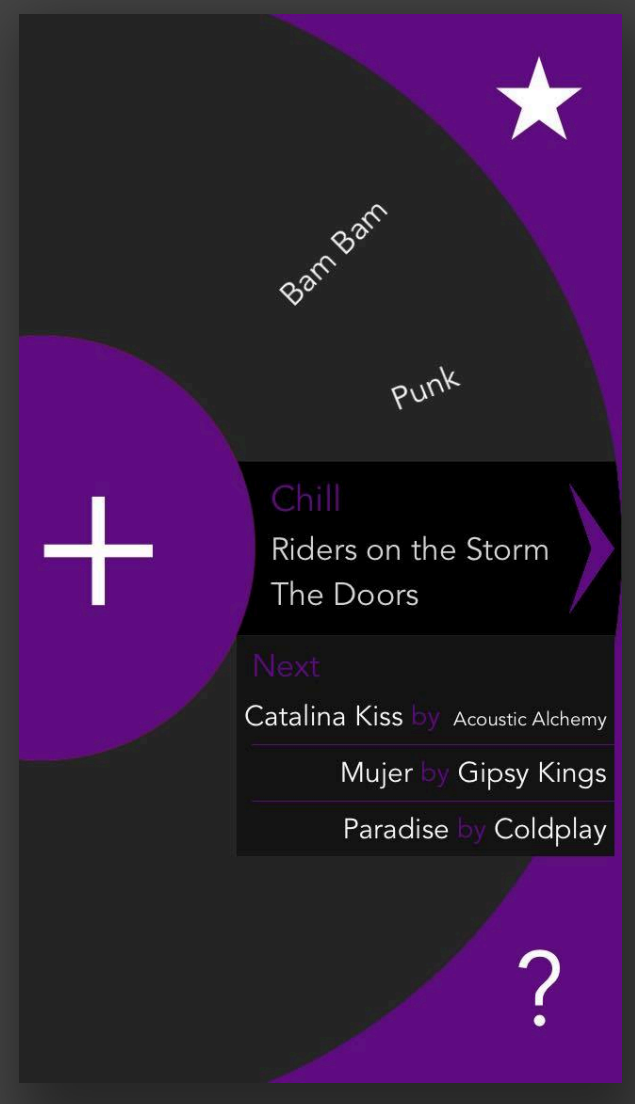 Bam Bam
Punk
Chill
Riders on the Storm
The Doors
Next
Catalina Kiss by Acoustic Alchemy
Mujer by Gipsy Kings
Paradise by Coldplay
?